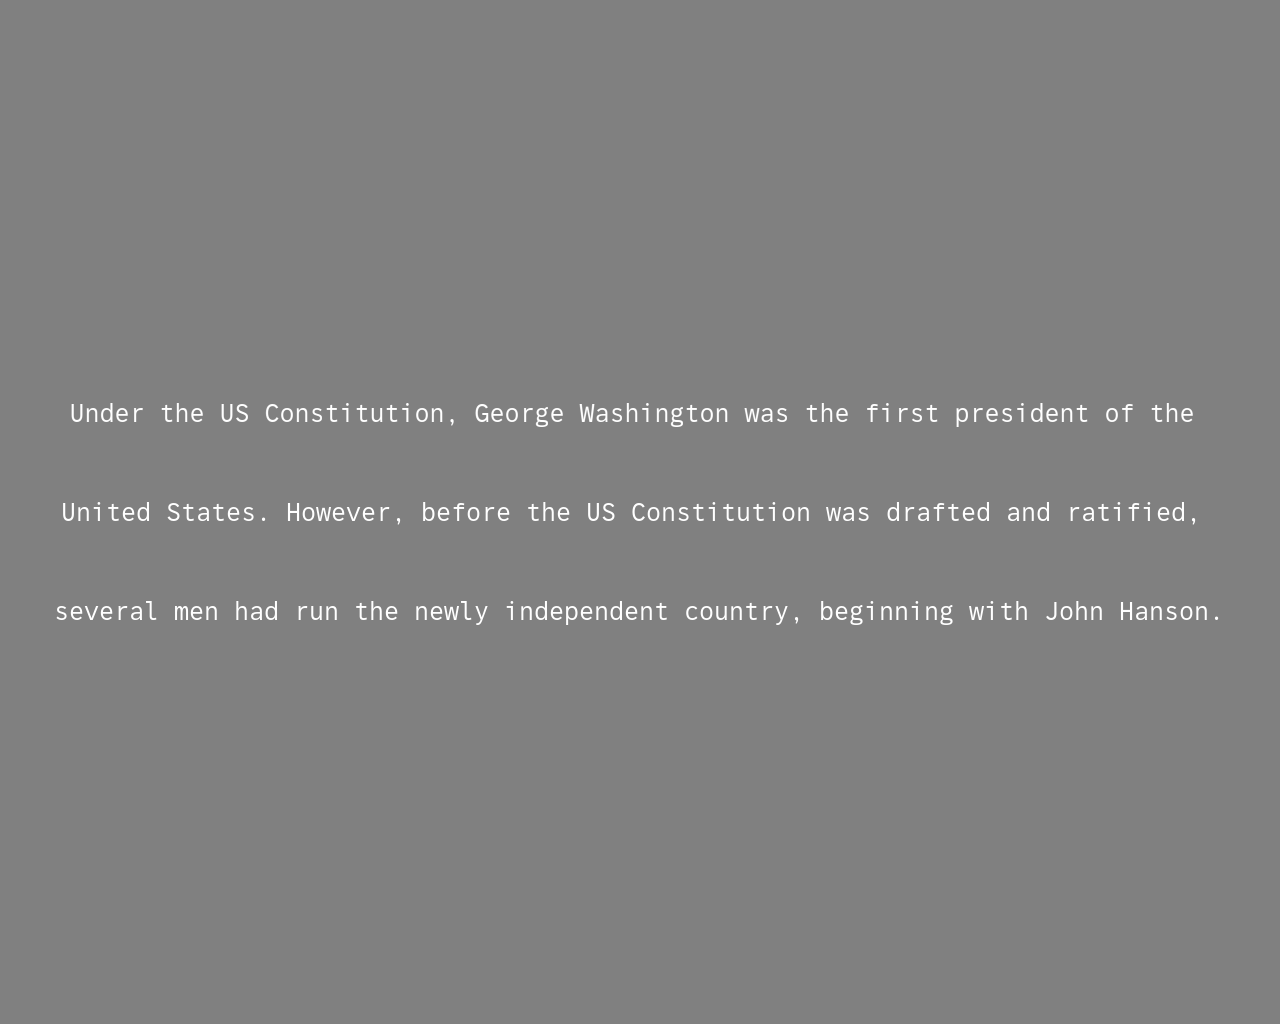 Under the US Constitution, George Washington was the first president of the
United States. However, before the US Constitution was drafted and ratified,
several men had run the newly independent country, beginning with John Hanson.